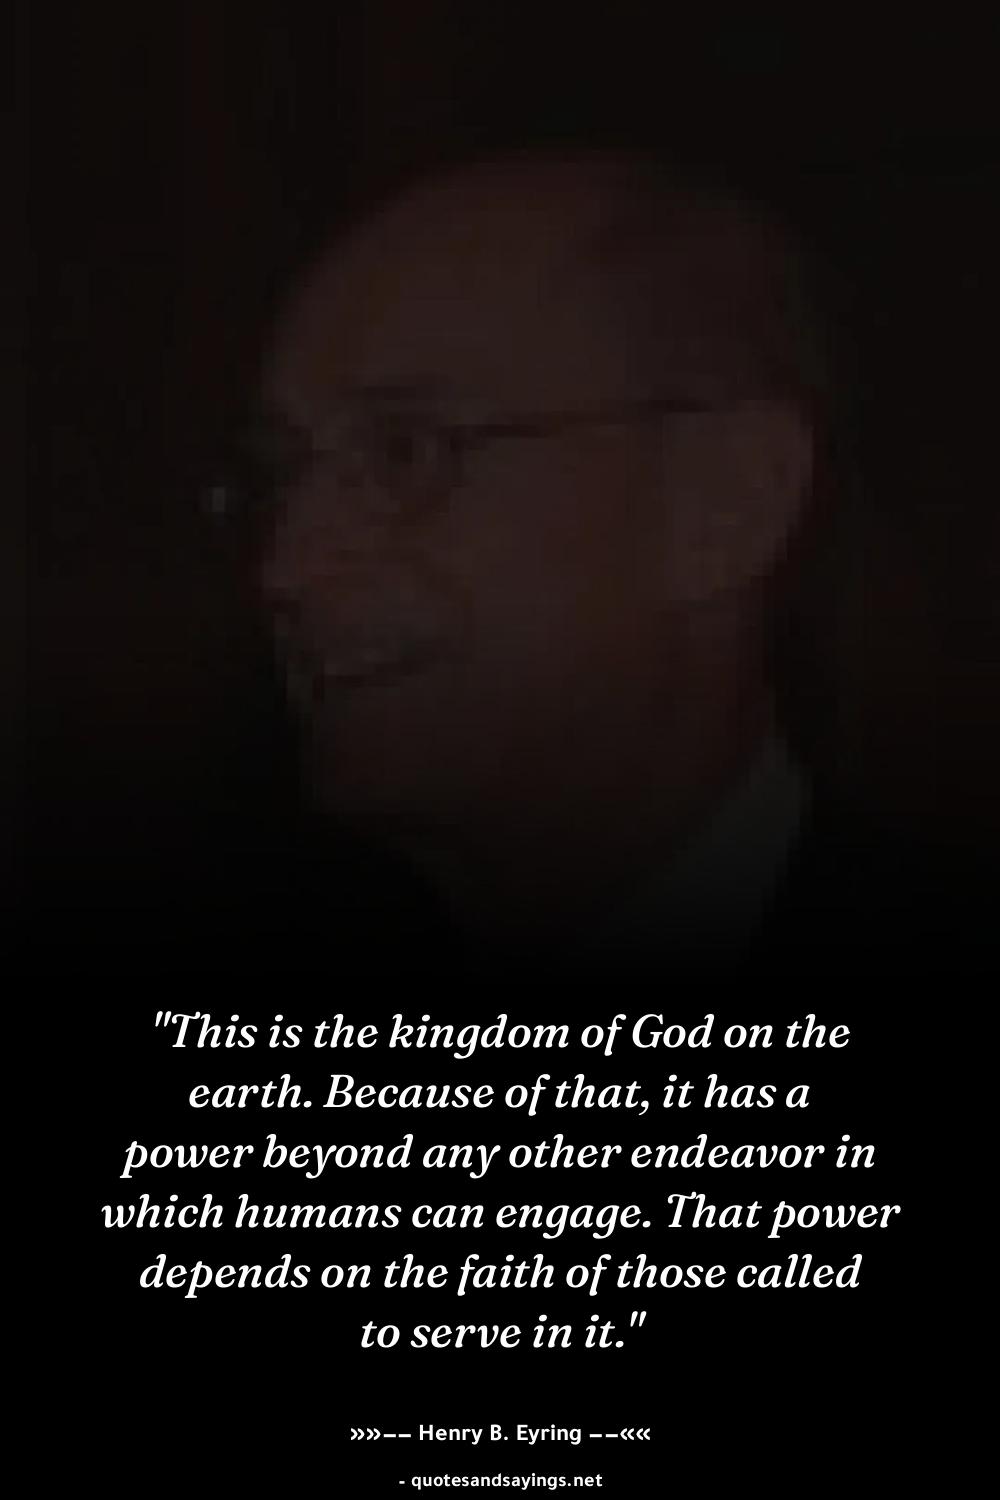 "This is the kingdom of God on the
earth. Because of that, it has a
power beyond any other endeavor in
which humans can engage. That power
depends on the faith of those called
to serve in it."
»»−− Henry B. Eyring −−««
- quotesandsayings.net